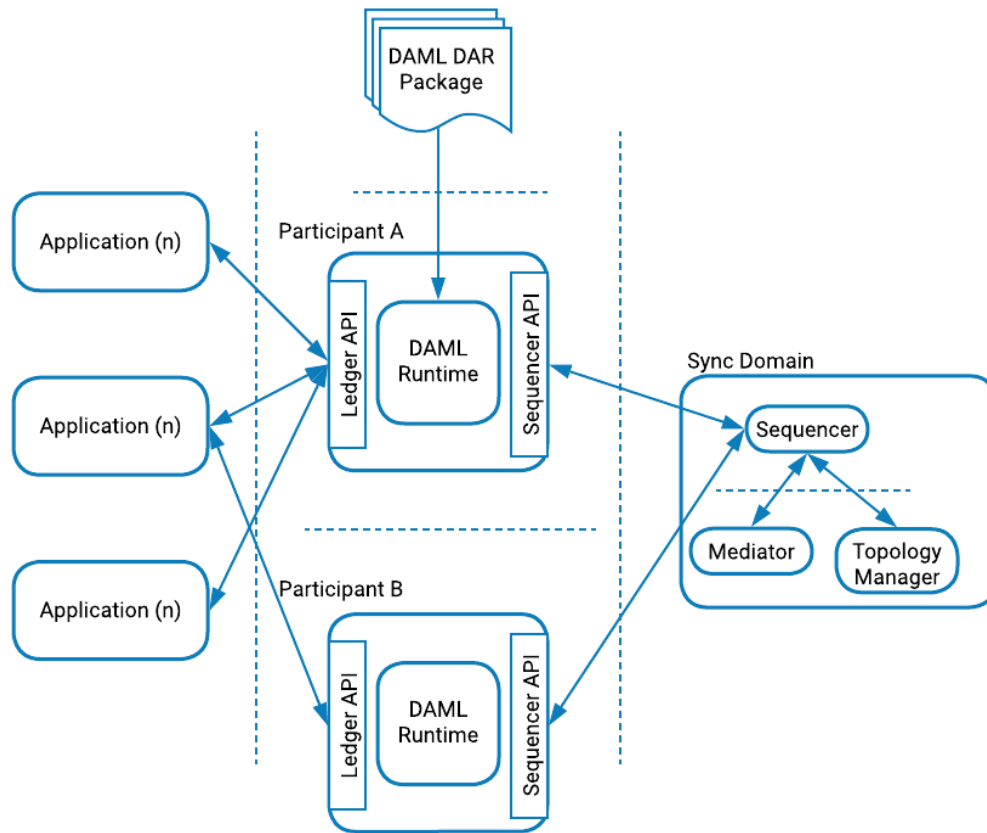 DAML DAR
Package
Application (n)
Participant A
Ledger API
DAML
Runtime
Sequencer API
Application (n)
Sync Domain
Sequencer
Mediator
Topology
Manager
Application (n)
Participant B
Ledger API
DAML
Runtime
Sequencer API